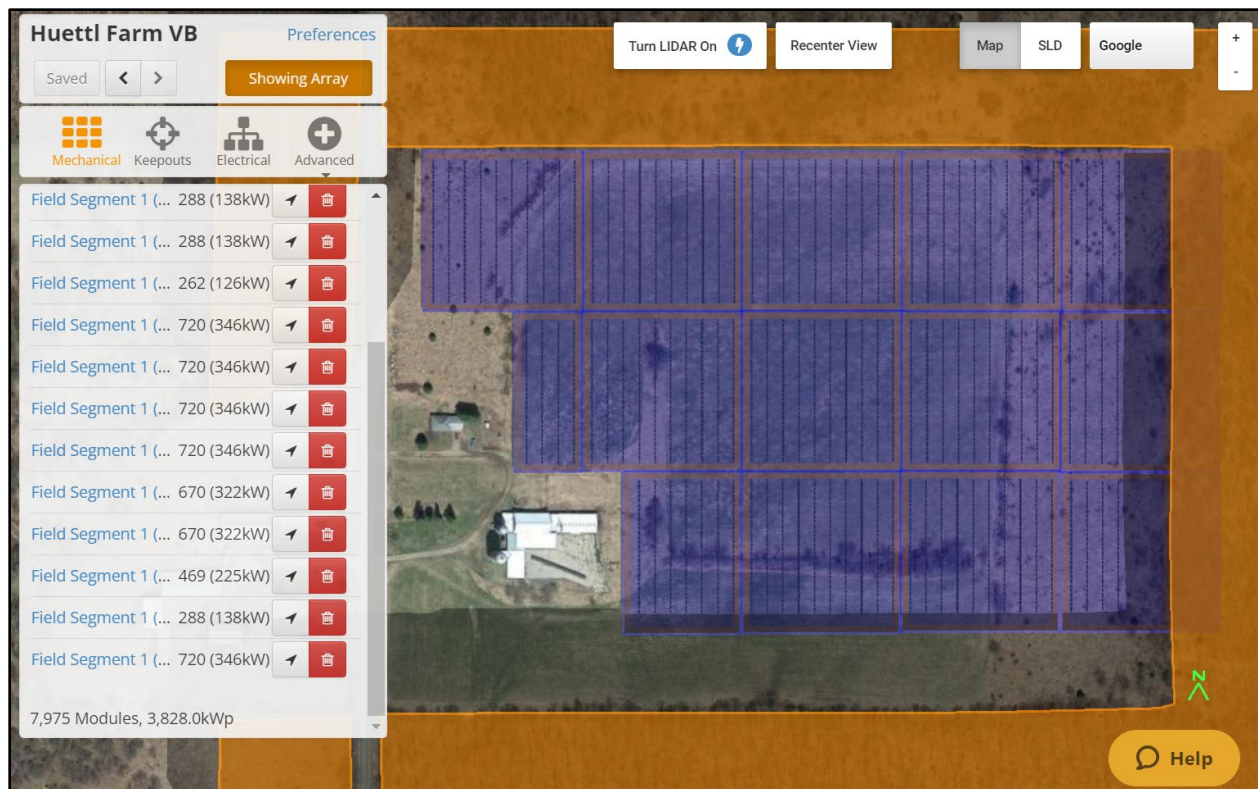 Huettl Farm VB
Preferences
Saved
Showing Array
Mechanical
Keepouts
Electrical
Advanced
Field Segment 1 (... 288 (138kW)
Field Segment 1 (... 288 (138kW)
Field Segment 1 (... 262 (126kW)
Field Segment 1 (... 720 (346kW)
Field Segment 1 (... 720 (346kW)
Field Segment 1 (... 720 (346kW)
Field Segment 1 (... 720 (346kW)
Field Segment 1 (... 670 (322kW)
Field Segment 1 (... 670 (322kW)
Field Segment 1 (... 469 (225kW)
Field Segment 1 (... 288 (138kW)
Field Segment 1 (... 720 (346kW)
7,975 Modules, 3,828.0kWp
Turn LIDAR On
Recenter View
Map
SLD
Google
+
-
N
Help